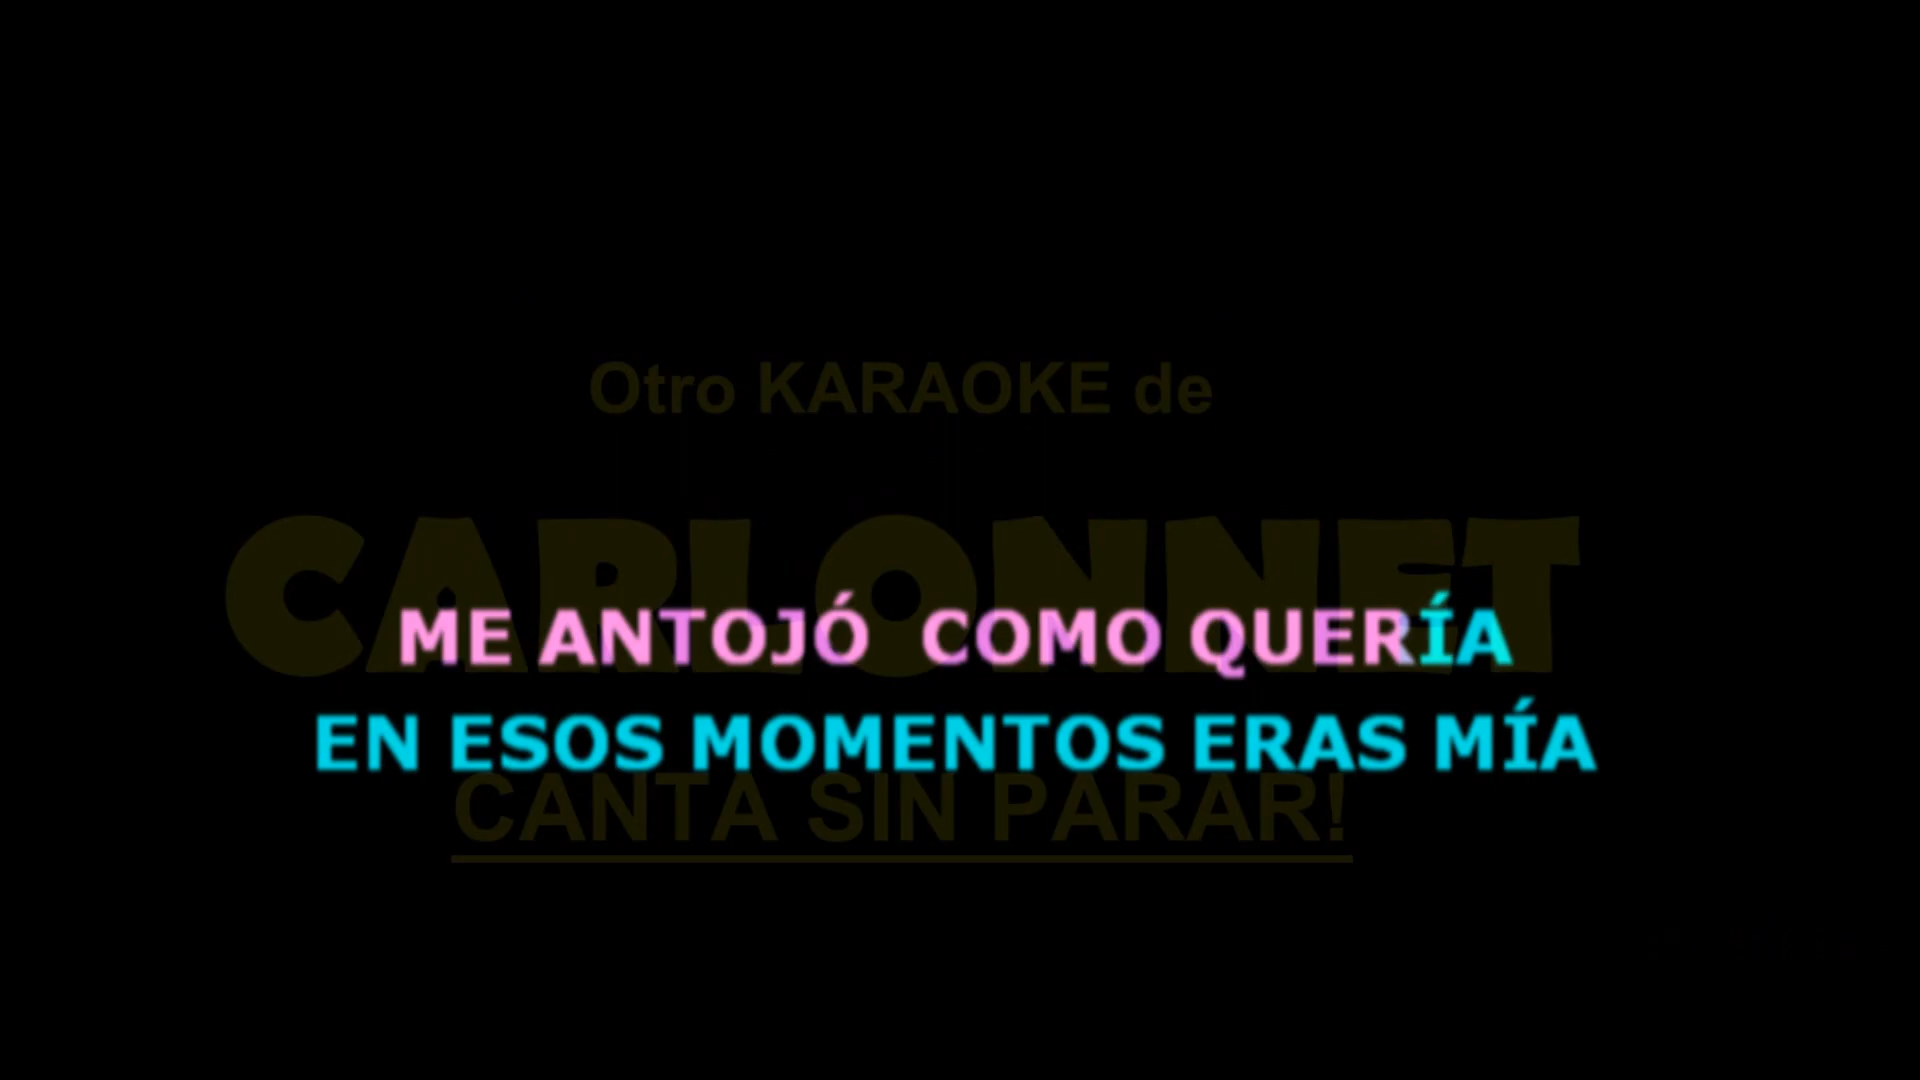 Otro KARAOKE de
CARLONNET
ME ANTOJÓ COMO QUERÍA
EN ESOS MOMENTOS ERAS MÍA
CANTA SIN PARAR!